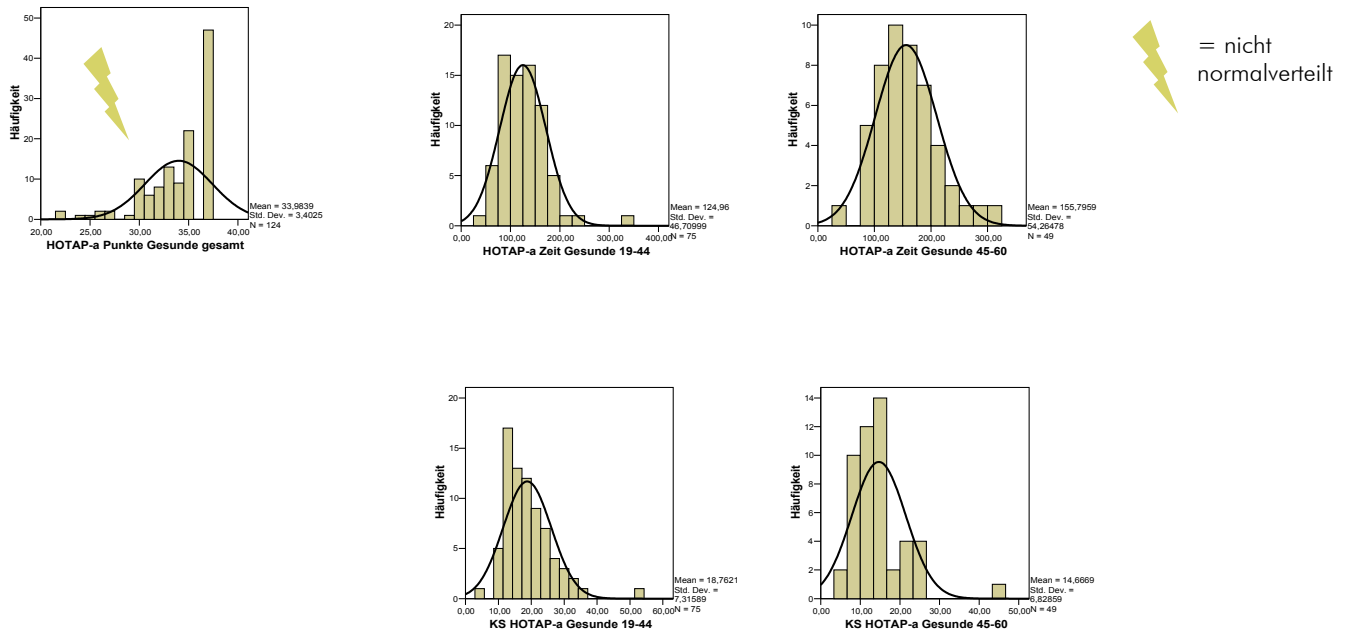 50
40
30
20
10
0
Häufigkeit
20,00 25,00 30,00 35,00 40,00
HOTAP-a Punkte Gesunde gesamt
Mean = 33,9839
Std. Dev. = 3,4025
N = 124
20
15
10
5
0
Häufigkeit
0,00 100,00 200,00 300,00 400,00
HOTAP-a Zeit Gesunde 19-44
Mean = 124,96
Std. Dev. =
46,70999
N = 75
10
8
6
4
2
0
Häufigkeit
0,00 100,00 200,00 300,00
HOTAP-a Zeit Gesunde 45-60
Mean = 155,7959
Std. Dev. =
54,26478
N = 49
= nicht
normalverteilt
20
15
10
5
0
Häufigkeit
0,00 10,00 20,00 30,00 40,00 50,00 60,00
KS HOTAP-a Gesunde 19-44
Mean = 18,7621
Std. Dev. =
7,31589
N = 75
14
12
10
8
6
4
2
0
Häufigkeit
0,00 10,00 20,00 30,00 40,00 50,00
KS HOTAP-a Gesunde 45-60
Mean = 14,6669
Std. Dev. =
6,82859
N = 49